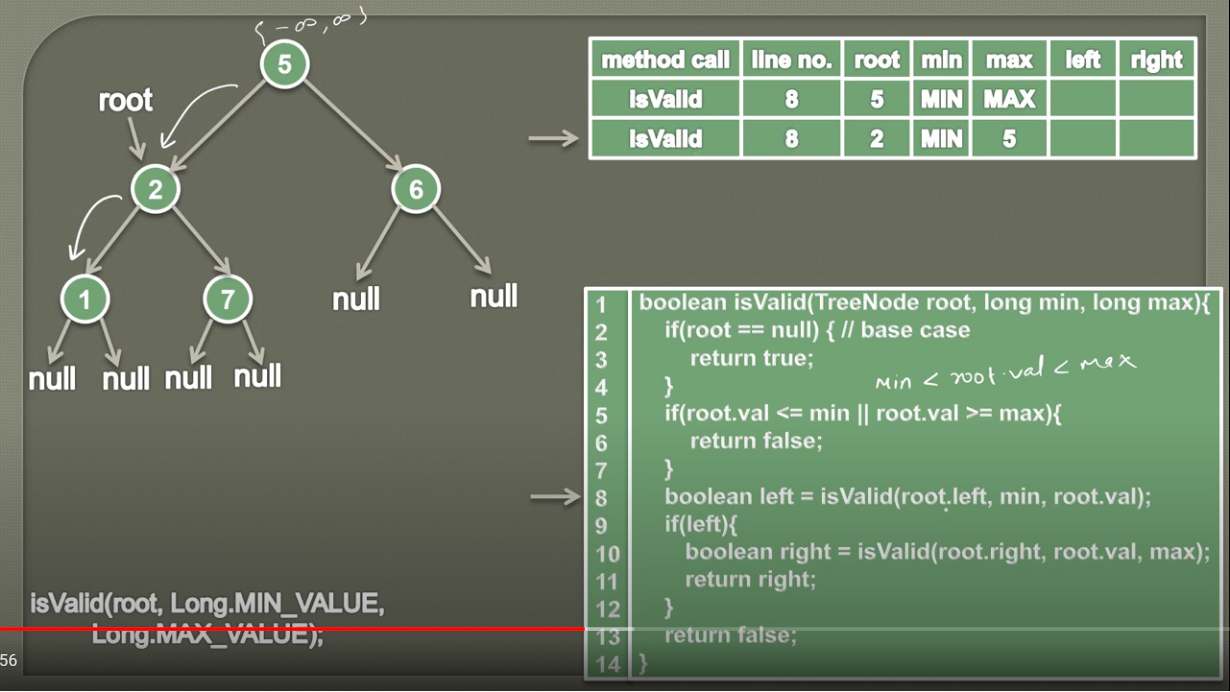 {-∞, ∞}
5
root
2
6
1
7
null
null
null
null
null
null
method call line no. root min max left right
isValid 8 5 MIN MAX
isValid 8 2 MIN 5
1 boolean isValid(TreeNode root, long min, long max){
2 if(root == null) { // base case
3 return true;
min < root.val < max
4 }
5 if(root.val <= min || root.val >= max){
6 return false;
7 }
8 boolean left = isValid(root.left, min, root.val);
9 if(left){
10 boolean right = isValid(root.right, root.val, max);
11 return right;
12 }
13 return false;
14 }
isValid(root, Long.MIN_VALUE,
Long.MAX_VALUE);
56